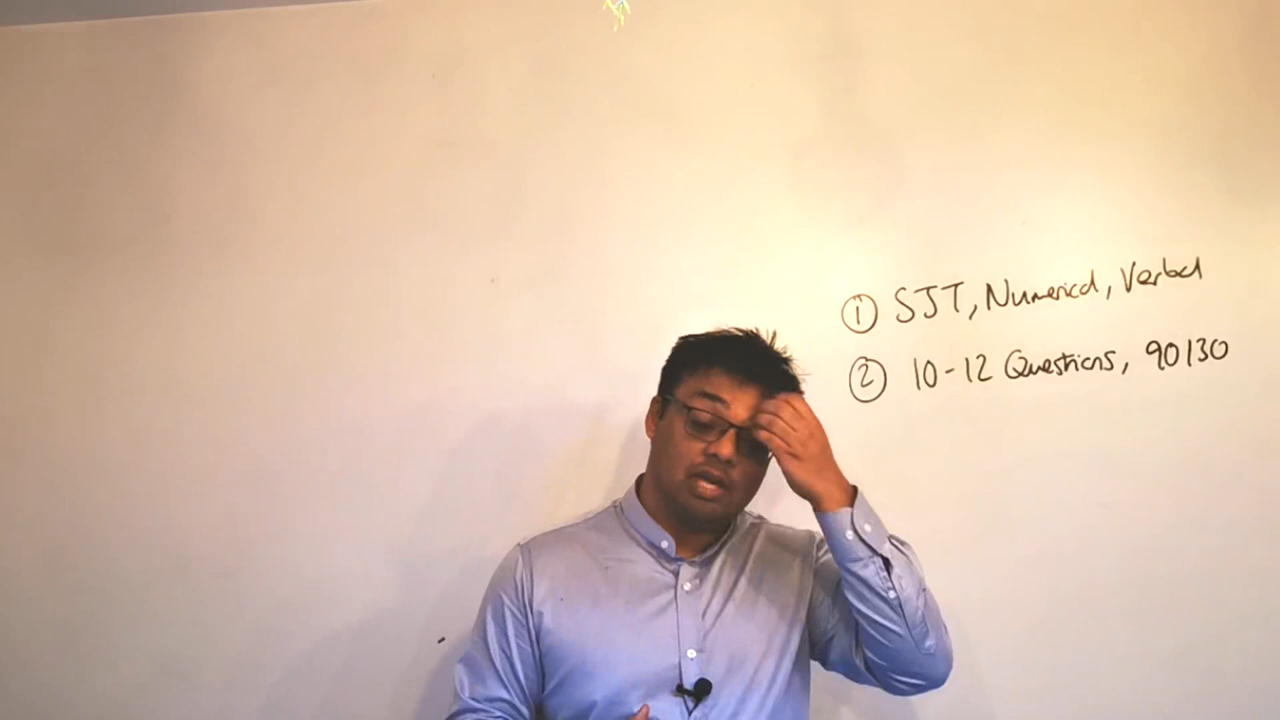 ① SJT, Numerical, Verbal
② 10-12 Questions, 90/30